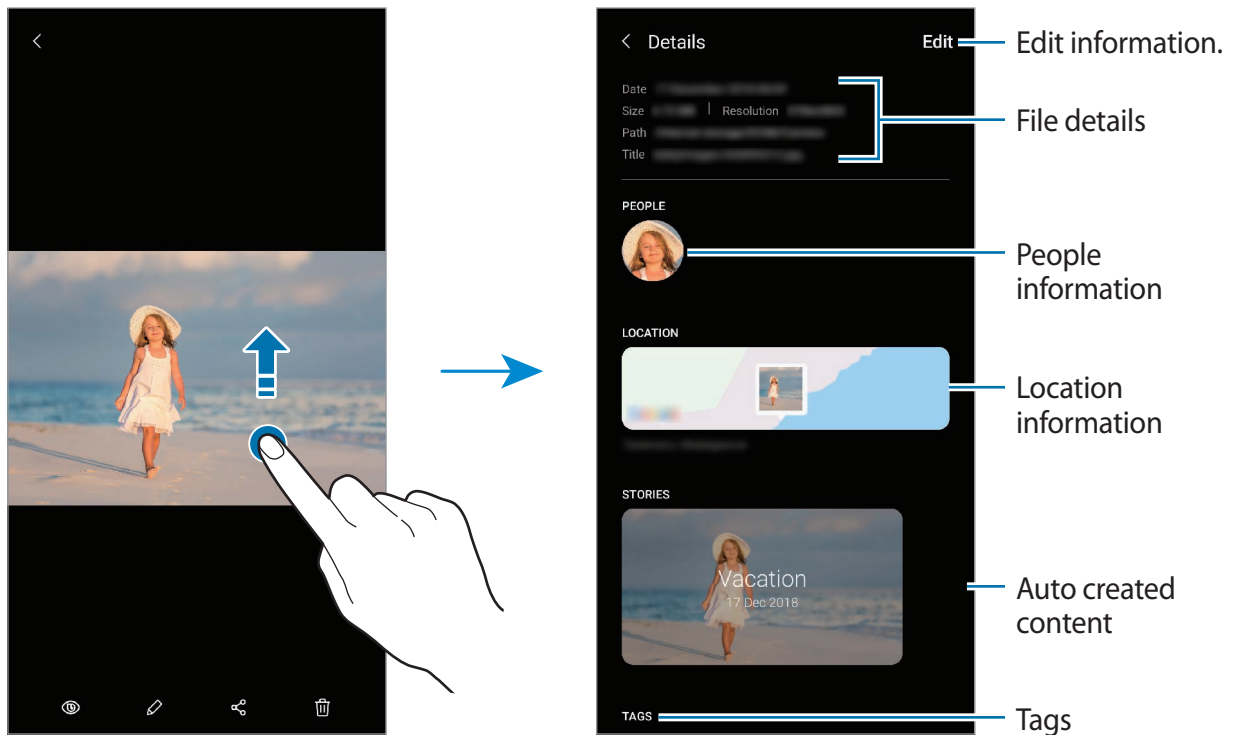 Details
Edit
Edit information.
Date
Size | Resolution
Path
Title
File details
PEOPLE
People
information
LOCATION
Location
information
STORIES
Vacation
17 Dec 2018
Auto created
content
TAGS
Tags